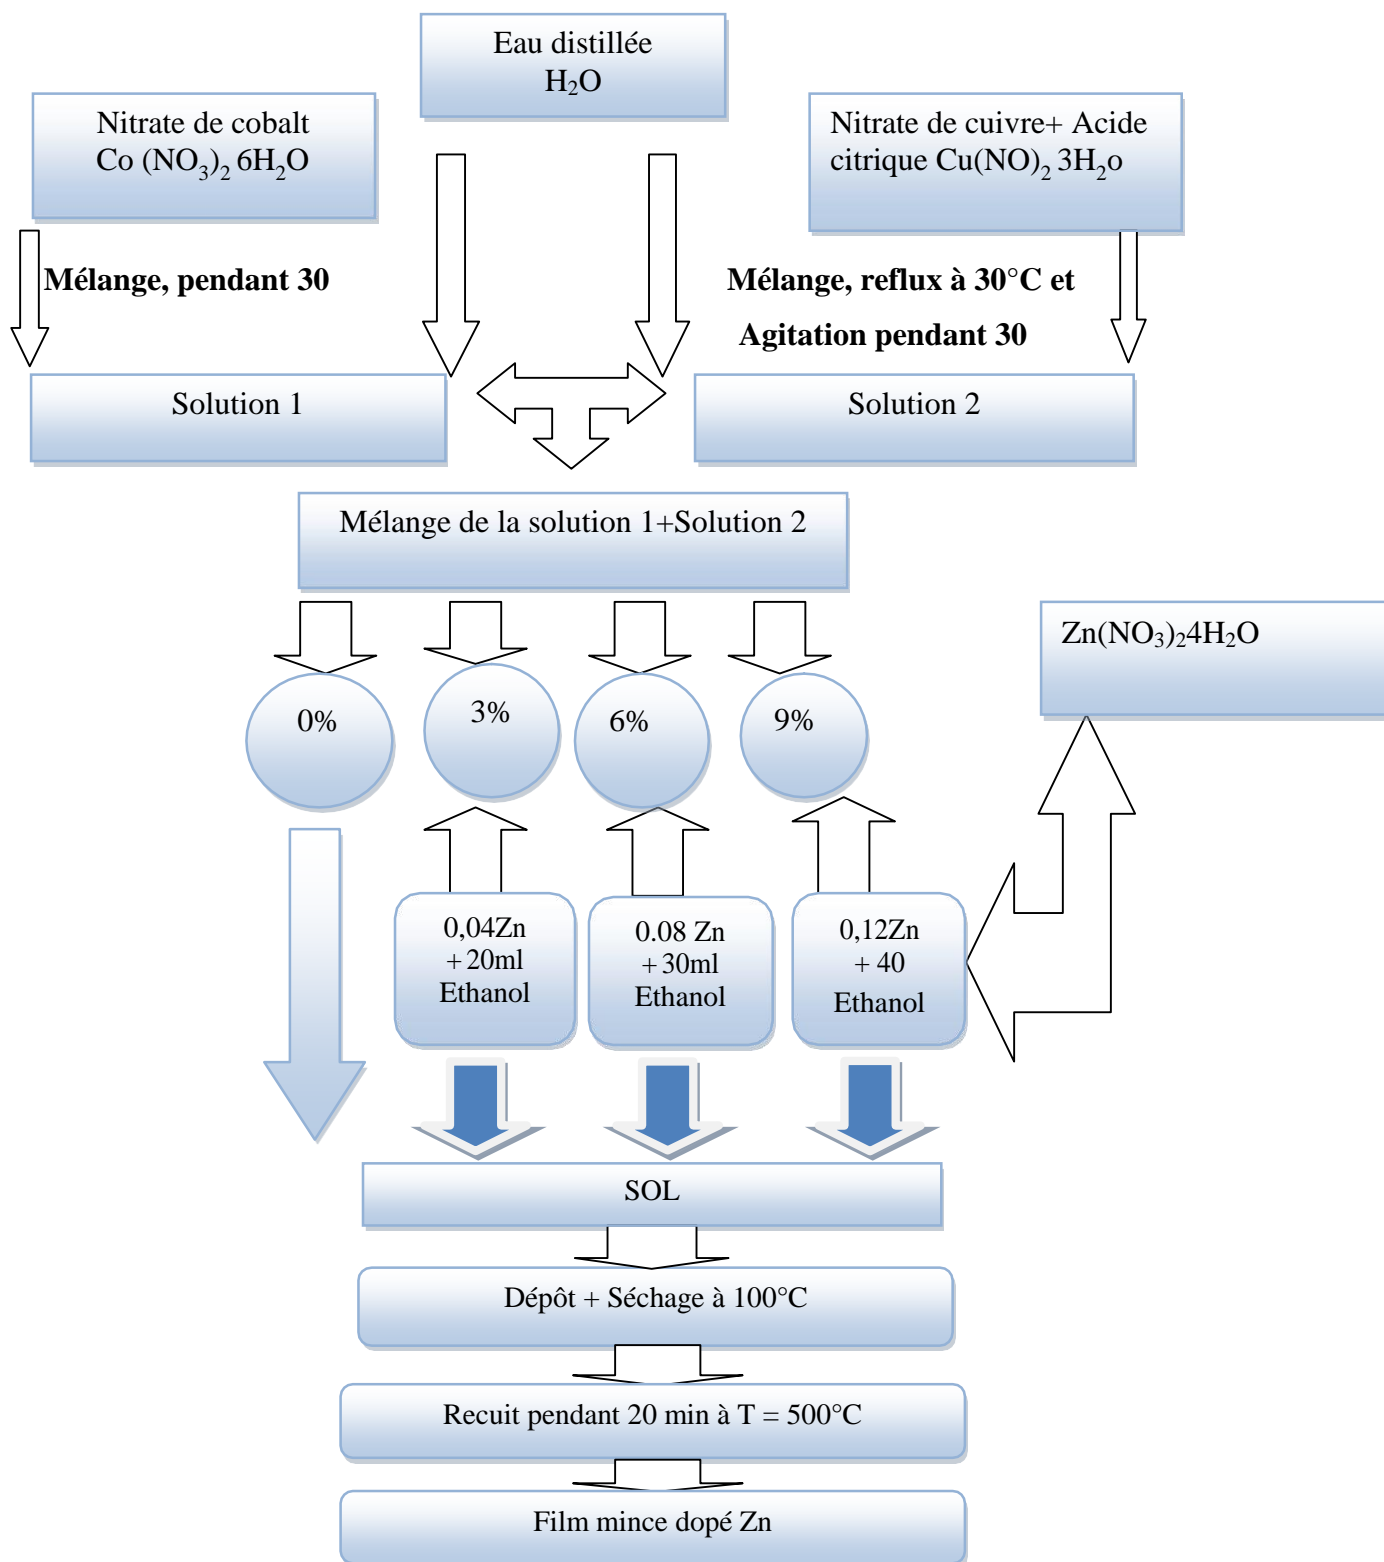 Eau distillée
H₂O
Nitrate de cobalt
Co (NO₃)₂ 6H₂O
Nitrate de cuivre+ Acide
citrique Cu(NO)₂ 3H₂o
Mélange, pendant 30
Mélange, reflux à 30°C et
Agitation pendant 30
Solution 1
Solution 2
Mélange de la solution 1+Solution 2
Zn(NO₃)₂4H₂O
0%
3%
6%
9%
0,04Zn
+ 20ml
Ethanol
0.08 Zn
+ 30ml
Ethanol
0,12Zn
+ 40
Ethanol
SOL
Dépôt + Séchage à 100°C
Recuit pendant 20 min à T = 500°C
Film mince dopé Zn